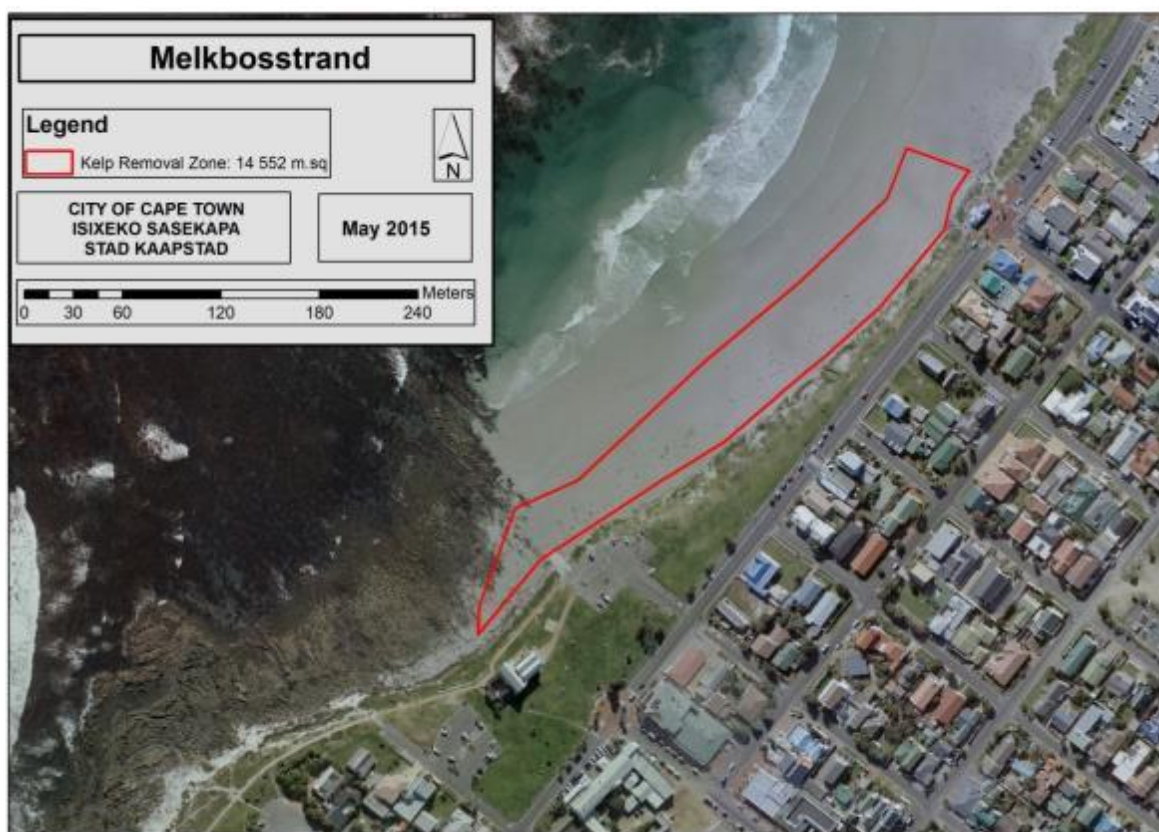 Melkbosstrand
Legend
Kelp Removal Zone: 14 552 m.sq
N
CITY OF CAPE TOWN
ISIXEKO SASEKAPA
STAD KAAPSTAD
May 2015
Meters
0 30 60 120 180 240